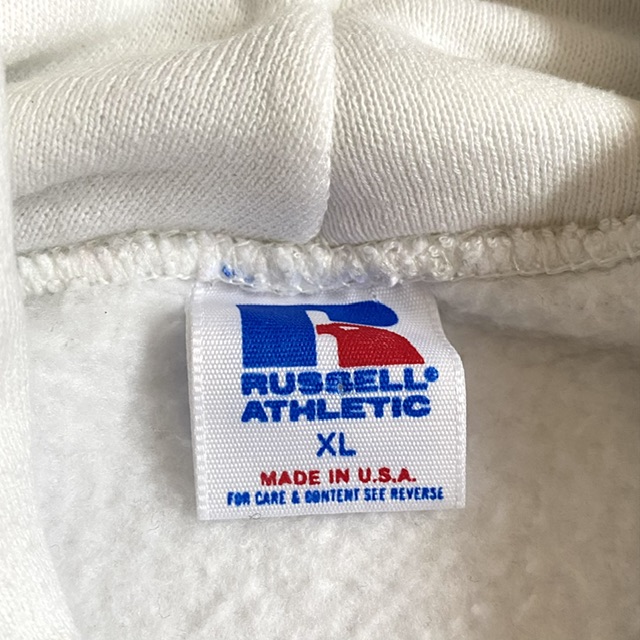 RUSSELL®
ATHLETIC
XL
MADE IN U.S.A.
FOR CARE & CONTENT SEE REVERSE